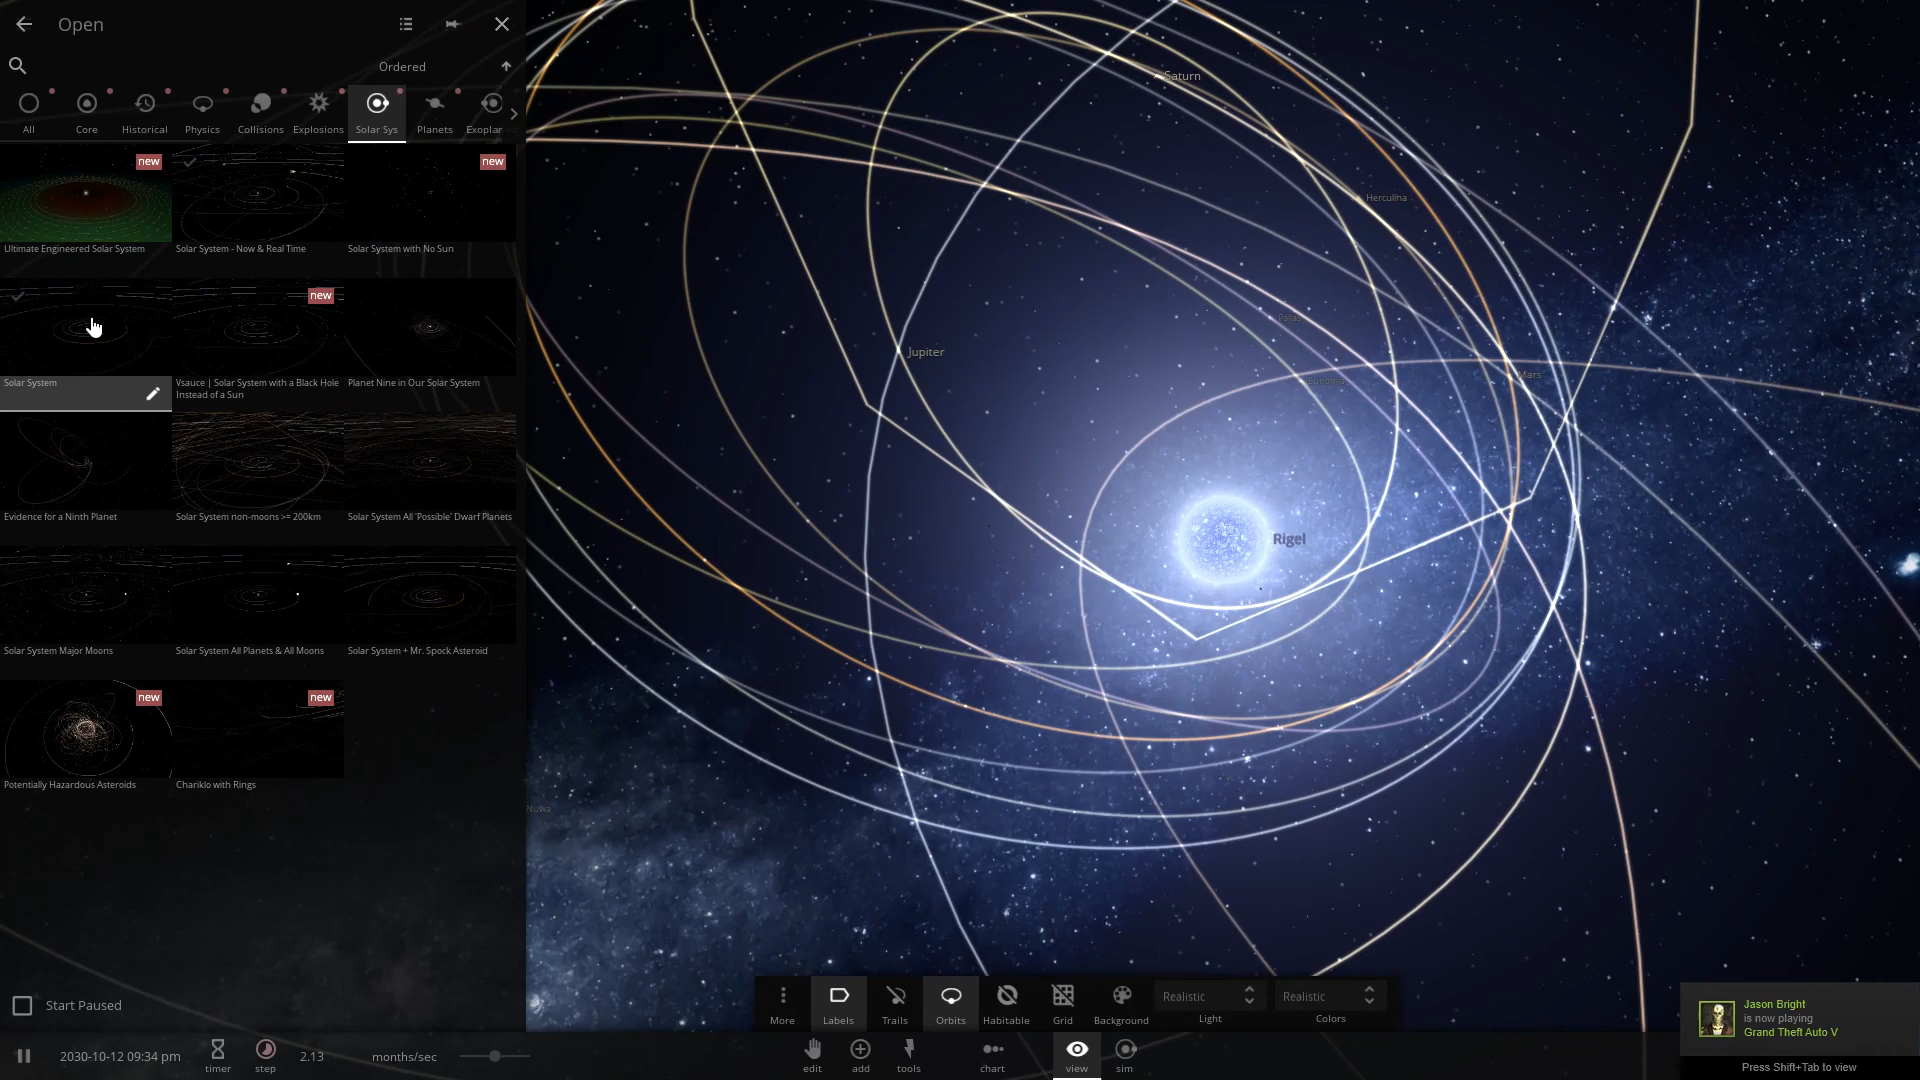 Open
Ordered
All
Core
Historical
Physics
Collisions
Explosions
Solar Sys
Planets
Exoplar
new
new
Ultimate Engineered Solar System
Solar System - Now & Real Time
Solar System with No Sun
new
Solar System
Vsauce | Solar System with a Black Hole
Instead of a Sun
Planet Nine in Our Solar System
Evidence for a Ninth Planet
Solar System non-moons >= 200km
Solar System All 'Possible' Dwarf Planets
Solar System Major Moons
Solar System All Planets & All Moons
Solar System + Mr. Spock Asteroid
new
new
Potentially Hazardous Asteroids
Chariklo with Rings
Start Paused
Saturn
Herculina
Pallas
Jupiter
Mars
Eunomia
Rigel
Nuwa
More
Labels
Trails
Orbits
Habitable
Grid
Background
Realistic
Light
Realistic
Colors
2030-10-12 09:34 pm
timer
step
2.13
months/sec
edit
add
tools
chart
view
sim
Jason Bright
is now playing
Grand Theft Auto V
Press Shift+Tab to view